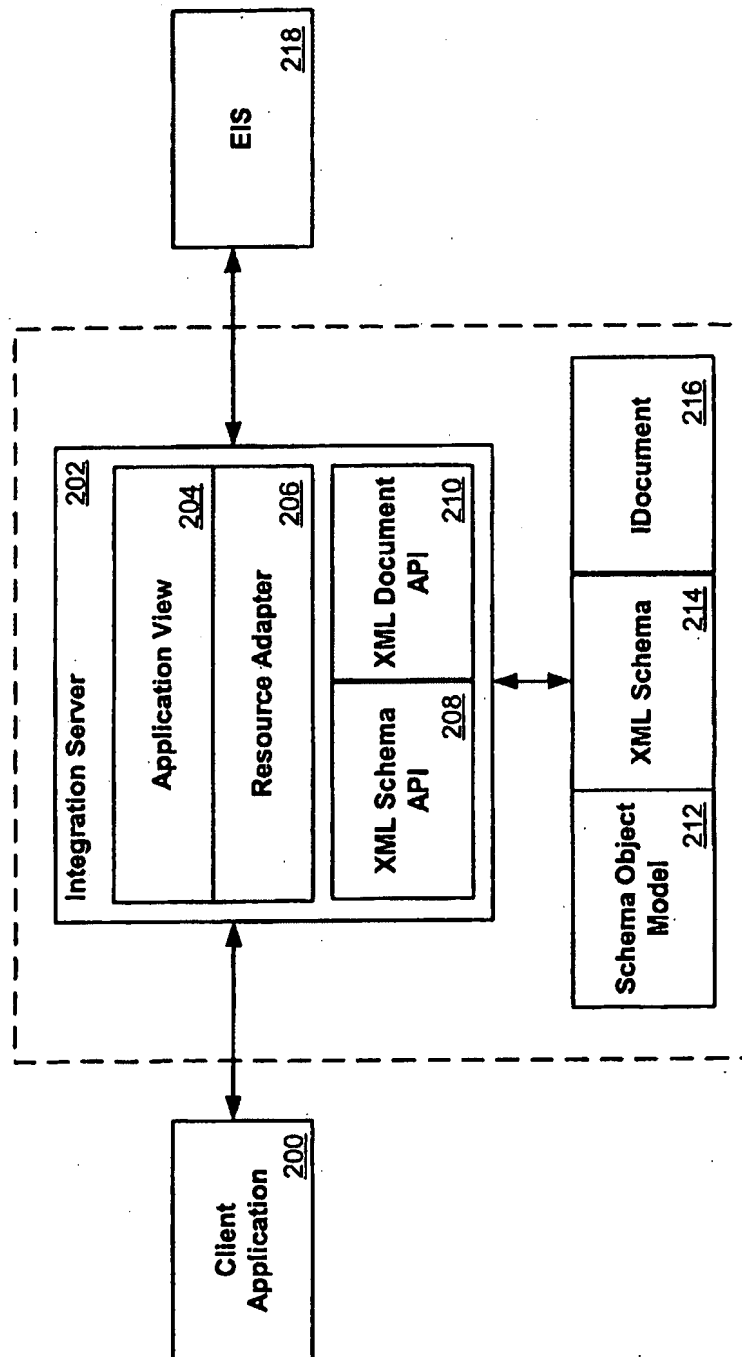 Client
Application
200
Integration Server
202
Application View
204
Resource Adapter
206
XML Schema
API
208
XML Document
API
210
Schema Object
Model
212
XML Schema
214
IDocument
216
EIS
218